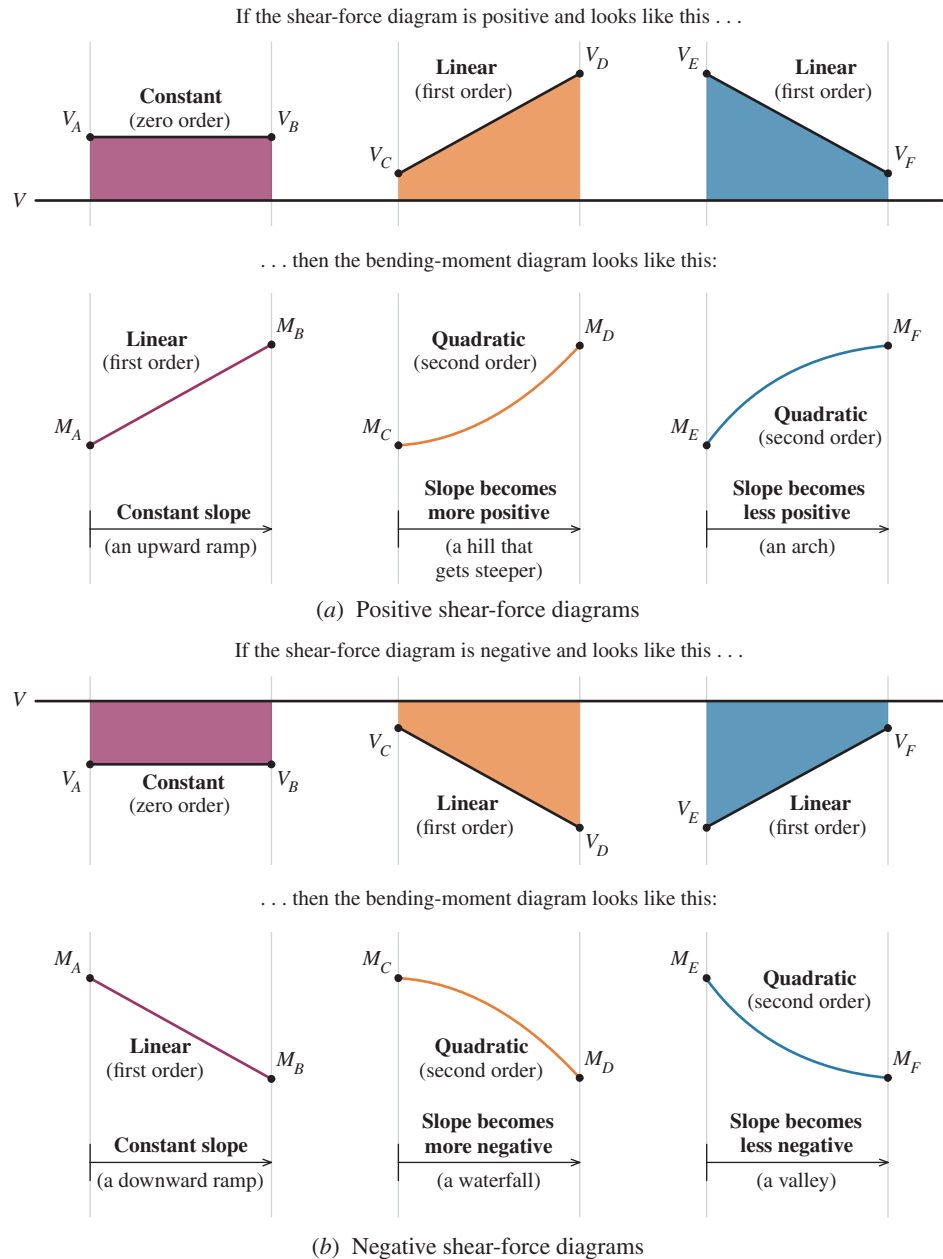 If the shear-force diagram is positive and looks like this . . .
Constant
(zero order)
V_A
V_B
Linear
(first order)
V_C
V_D
V_E
Linear
(first order)
V_F
V
. . . then the bending-moment diagram looks like this:
Linear
(first order)
M_A
M_B
Quadratic
(second order)
M_C
M_D
M_E
M_F
Quadratic
(second order)
Constant slope
(an upward ramp)
Slope becomes
more positive
(a hill that
gets steeper)
Slope becomes
less positive
(an arch)
(a) Positive shear-force diagrams
If the shear-force diagram is negative and looks like this . . .
V
V_A
Constant
(zero order)
V_B
V_C
Linear
(first order)
V_D
V_E
V_F
Linear
(first order)
. . . then the bending-moment diagram looks like this:
M_A
Linear
(first order)
M_B
M_C
Quadratic
(second order)
M_D
M_E
Quadratic
(second order)
M_F
Constant slope
(a downward ramp)
Slope becomes
more negative
(a waterfall)
Slope becomes
less negative
(a valley)
(b) Negative shear-force diagrams